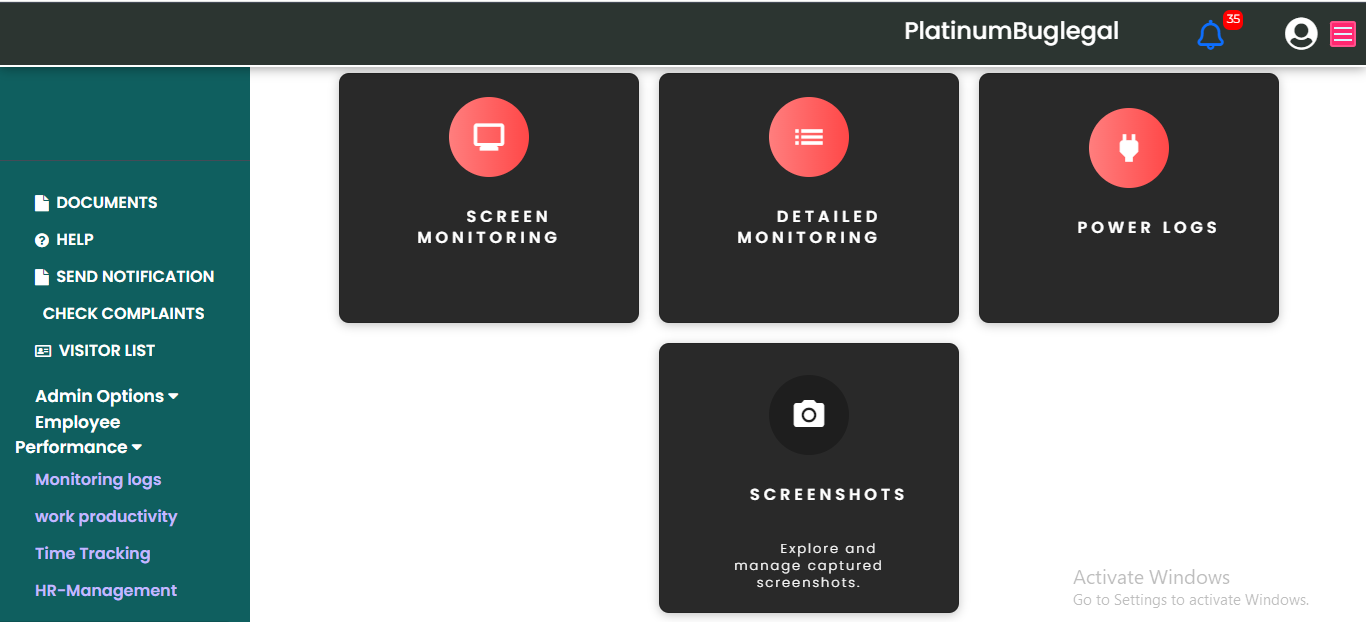 PlatinumBuglegal
35
DOCUMENTS
HELP
SEND NOTIFICATION
CHECK COMPLAINTS
VISITOR LIST
Admin Options
Employee
Performance
Monitoring logs
work productivity
Time Tracking
HR-Management
SCREEN
MONITORING
DETAILED
MONITORING
POWER LOGS
SCREENSHOTS
Explore and
manage captured
screenshots.
Activate Windows
Go to Settings to activate Windows.